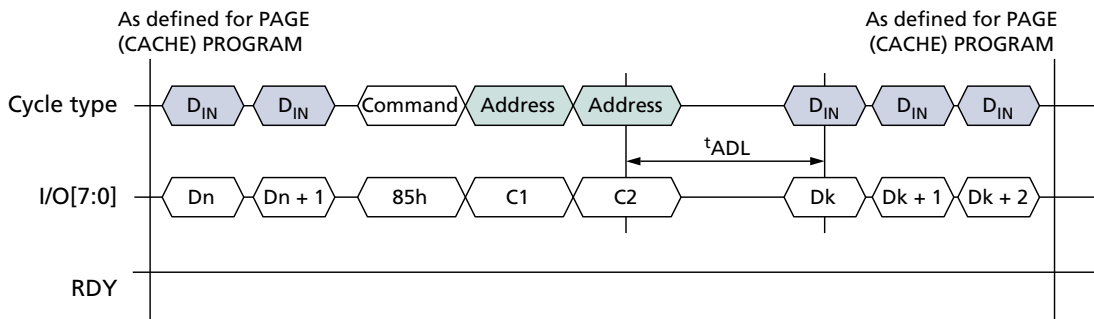 As defined for PAGE
(CACHE) PROGRAM
As defined for PAGE
(CACHE) PROGRAM
Cycle type
DIN
DIN
Command
Address
Address
DIN
DIN
DIN
tADL
I/O[7:0]
Dn
Dn + 1
85h
C1
C2
Dk
Dk + 1
Dk + 2
RDY